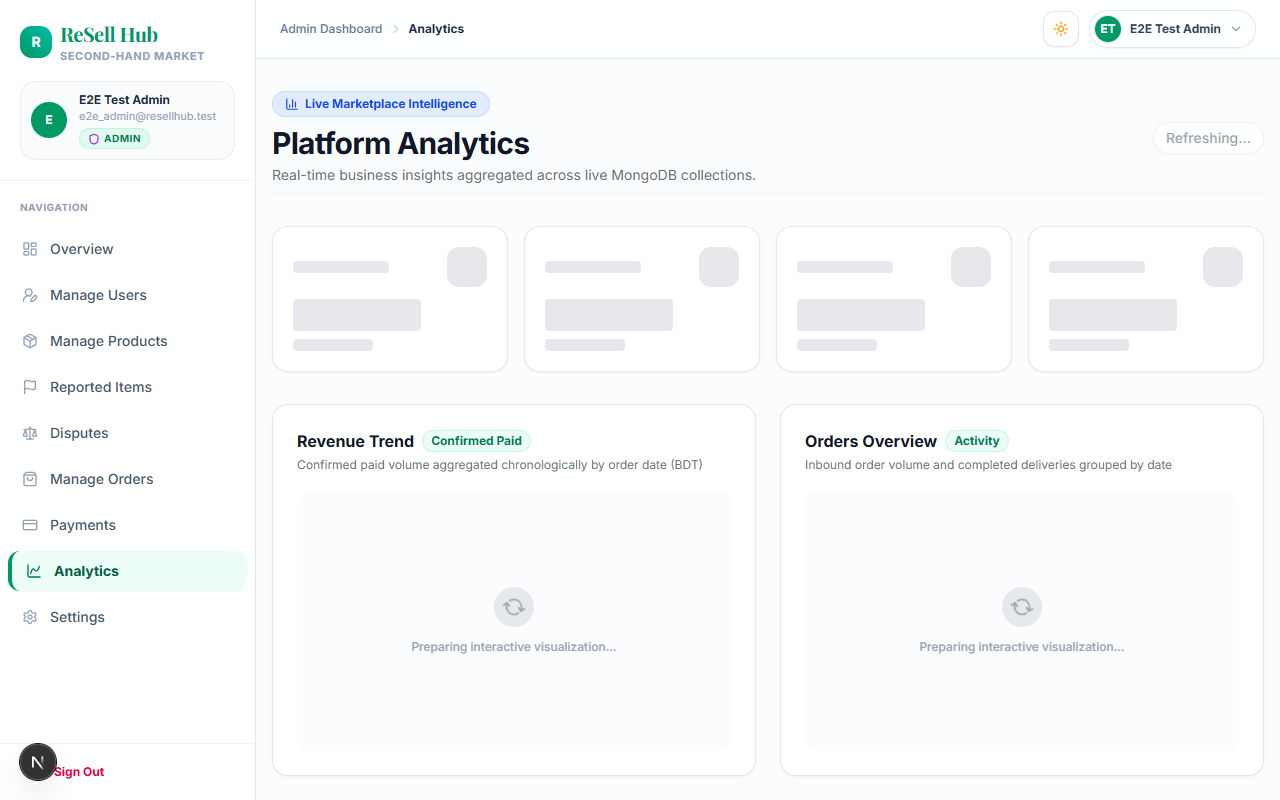 R
ReSell Hub
SECOND-HAND MARKET
E
E2E Test Admin
e2e_admin@resellhub.test
ADMIN
NAVIGATION
Overview
Manage Users
Manage Products
Reported Items
Disputes
Manage Orders
Payments
Analytics
Settings
N
Sign Out
Admin Dashboard
Analytics
ET
E2E Test Admin
Live Marketplace Intelligence
Platform Analytics
Real-time business insights aggregated across live MongoDB collections.
Refreshing...
Revenue Trend
Confirmed Paid
Confirmed paid volume aggregated chronologically by order date (BDT)
Preparing interactive visualization...
Orders Overview
Activity
Inbound order volume and completed deliveries grouped by date
Preparing interactive visualization...